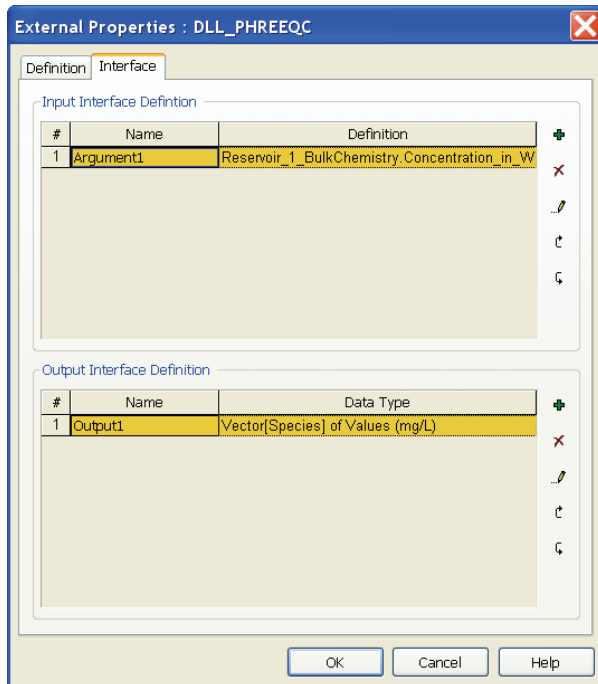 External Properties : DLL_PHREEQC
Definition Interface
Input Interface Defintion
# Name Definition
1 Argument1 Reservoir_1_BulkChemistry.Concentration_in_W
Output Interface Definition
# Name Data Type
1 Output1 Vector[Species] of Values (mg/L)
OK Cancel Help